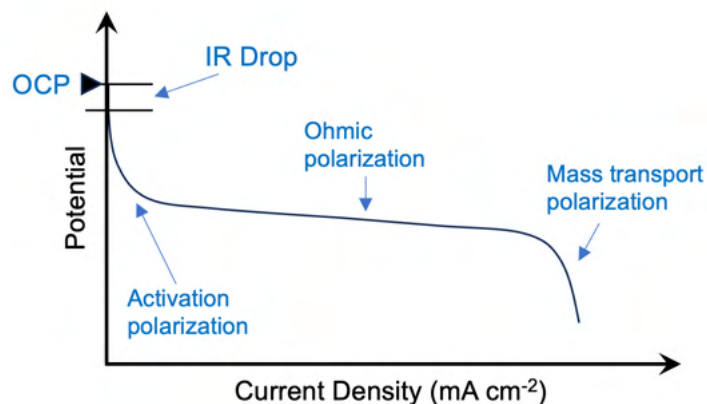 IR Drop
OCP
Ohmic
polarization
Mass transport
polarization
Potential
Activation
polarization
Current Density (mA cm⁻²)